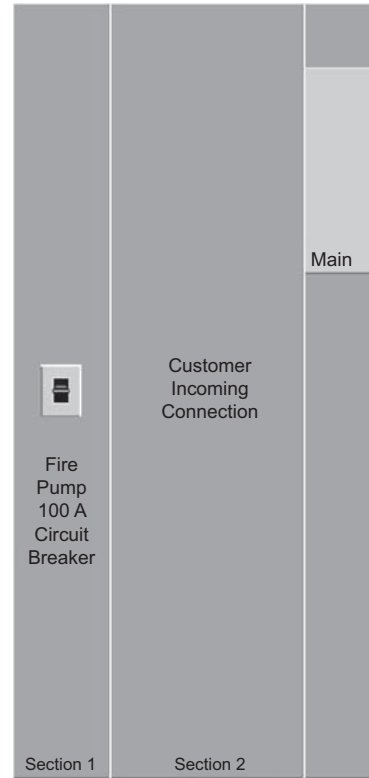 Main
Customer
Incoming
Connection
Fire
Pump
100 A
Circuit
Breaker
Section 1
Section 2